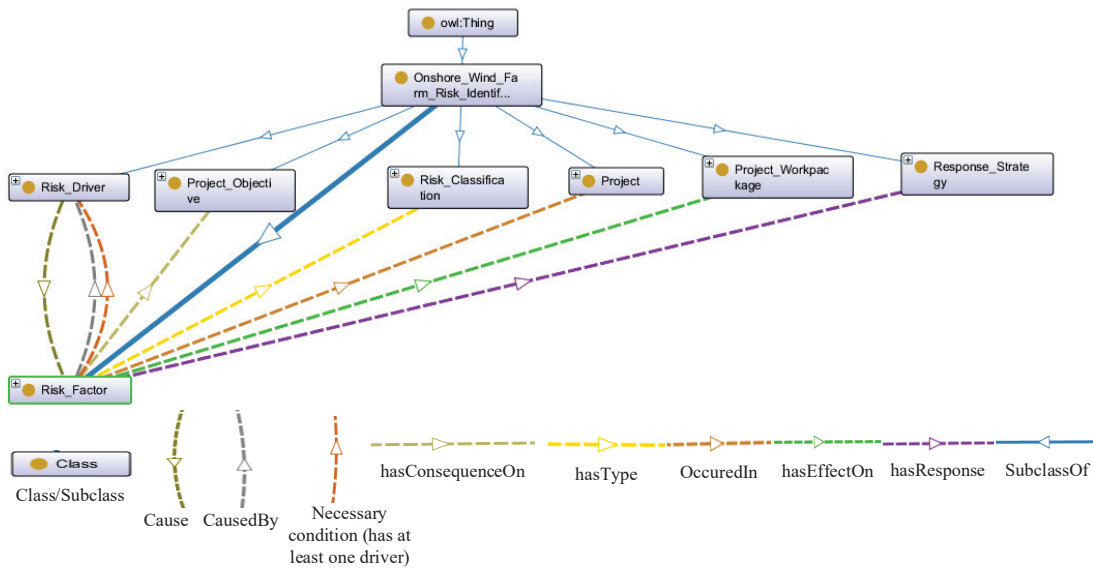 owl:Thing
Onshore_Wind_Fa
rm_Risk_Identif...
Risk_Driver
Project_Objecti
ve
Risk_Classifica
tion
Project
Project_Workpac
kage
Response_Strate
gy
Risk_Factor
Class
Class/Subclass
Cause
CausedBy
Necessary
condition (has at
least one driver)
hasConsequenceOn
hasType
OccuredIn
hasEffectOn
hasResponse
SubclassOf